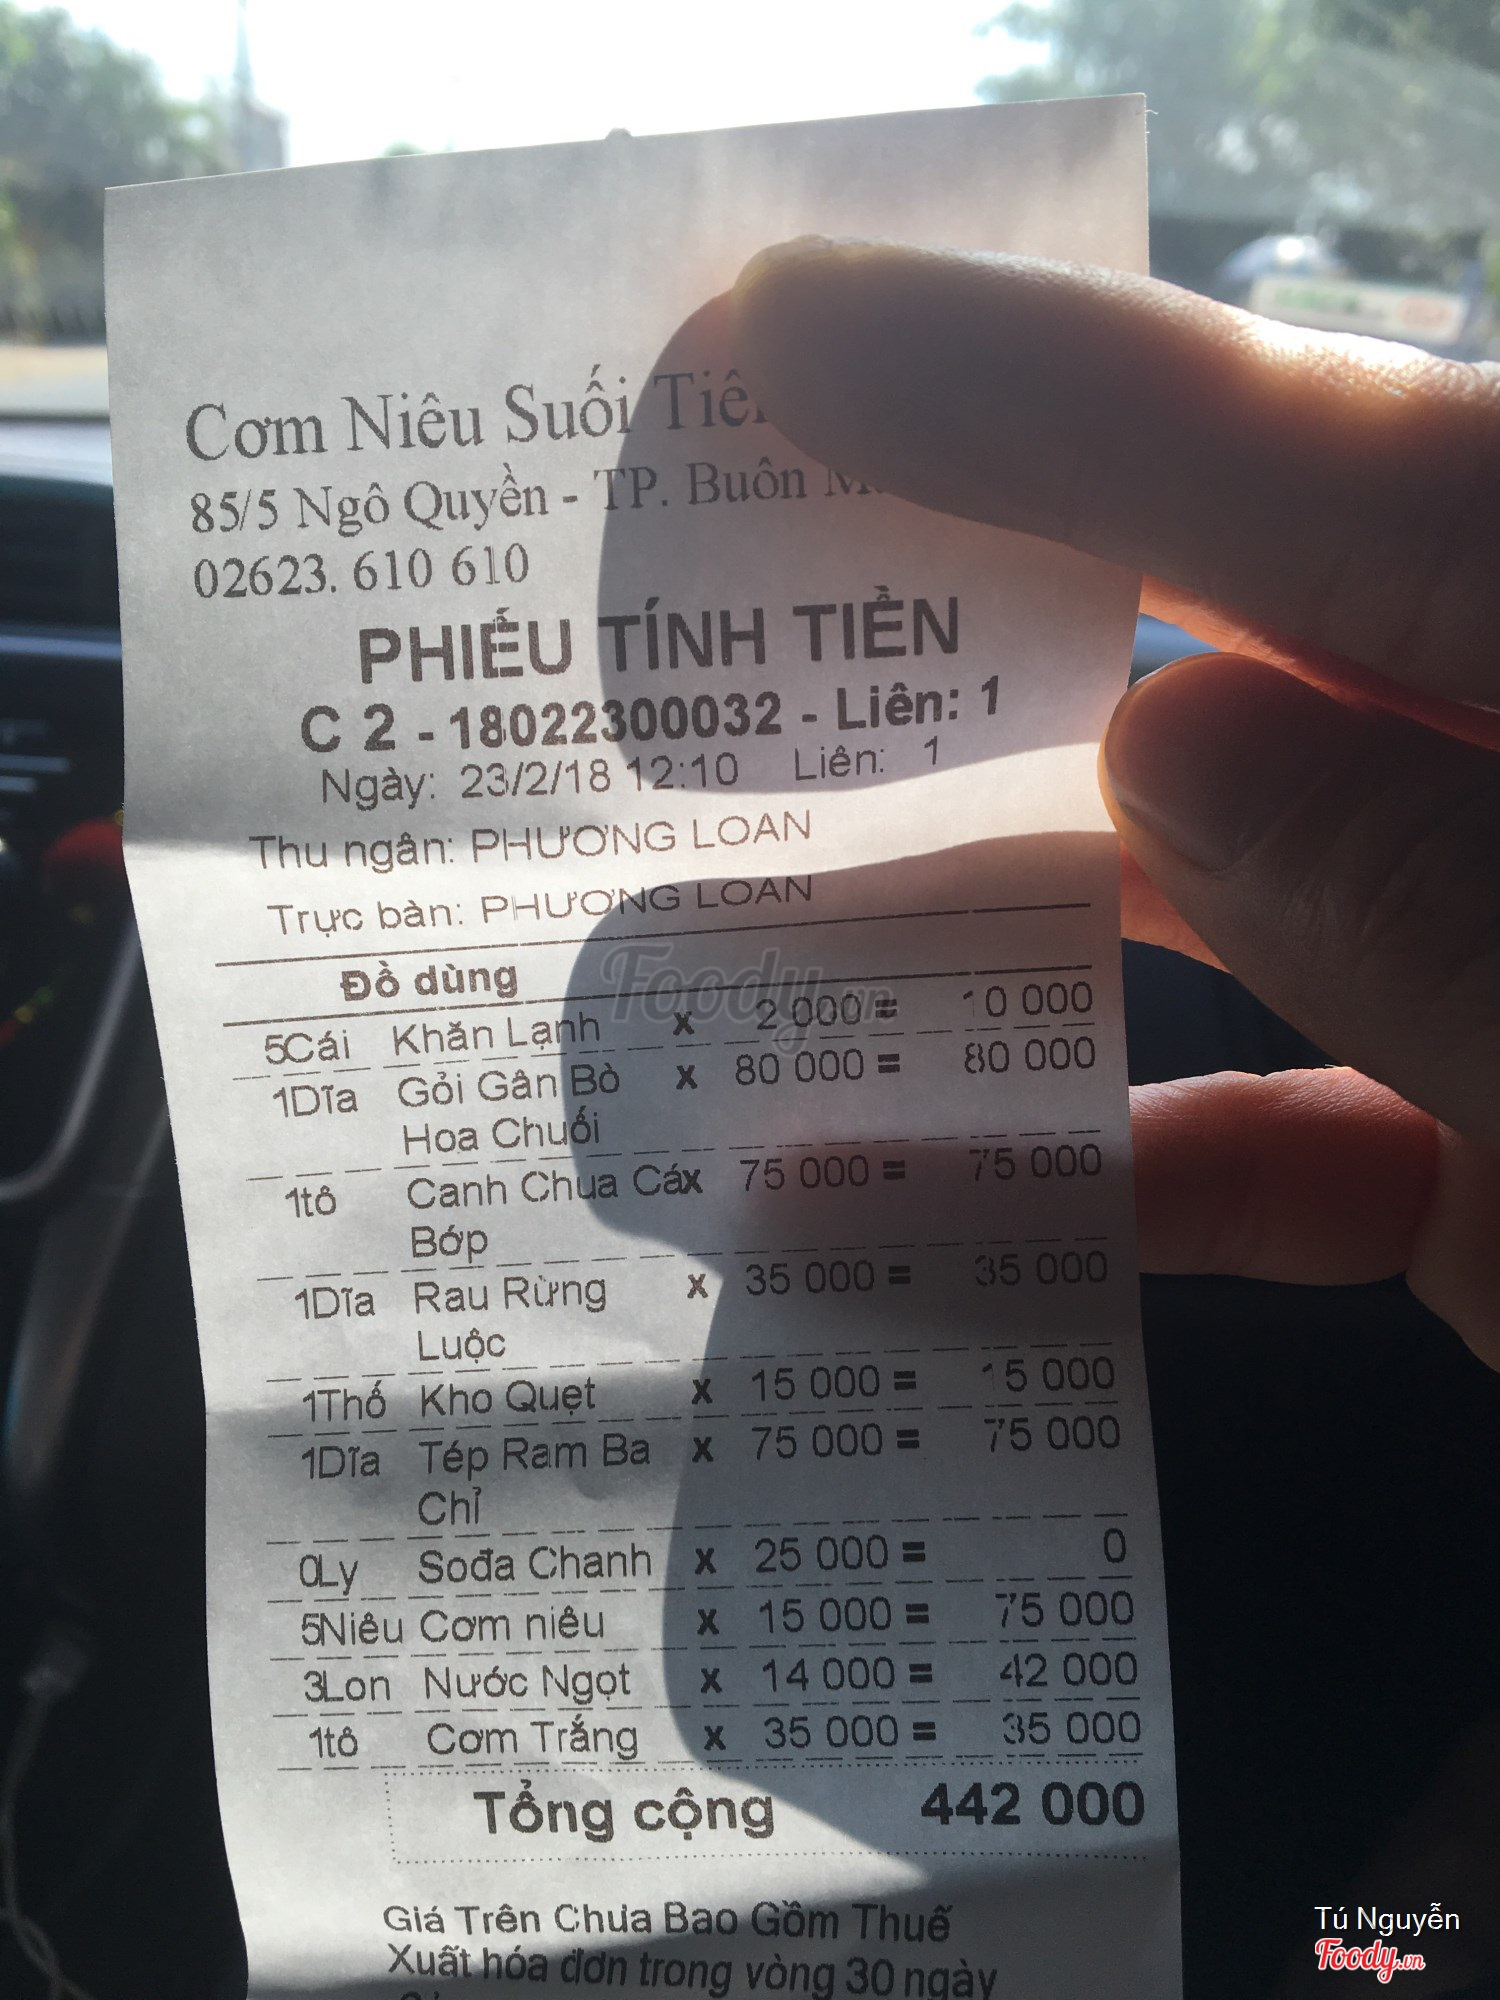 Cơm Niêu Suối
85/5 Ngô Quyền - TP. Buôn
02623. 610 610
PHIẾU TÍNH TIỀN
C 2 - 18022300032 - Liên: 1
Ngày: 23/2/18 12:10 Liên: 1
Thu ngân: PHƯƠNG LOAN
Trực bàn: PHƯƠNG LOAN
Đồ dùng
5Cái Khăn Lạnh x 2 000 = 10 000
1Dĩa Gỏi Gân Bò x 80 000 = 80 000
Hoa Chuối
1tô Canh Chua Cá x 75 000 = 75 000
Bớp
1Dĩa Rau Rừng x 35 000 = 35 000
Luộc
1Thố Kho Quẹt x 15 000 = 15 000
1Dĩa Tép Ram Ba x 75 000 = 75 000
Chỉ
0Ly Sođa Chanh x 25 000 = 0
5Niêu Cơm niêu x 15 000 = 75 000
3Lon Nước Ngọt x 14 000 = 42 000
1tô Cơm Trắng x 35 000 = 35 000
Tổng cộng 442 000
Giá Trên Chưa Bao Gồm Thuế
Xuất hóa đơn trong vòng 30 ngày
Foody.vn
Tú Nguyễn
Foody.vn